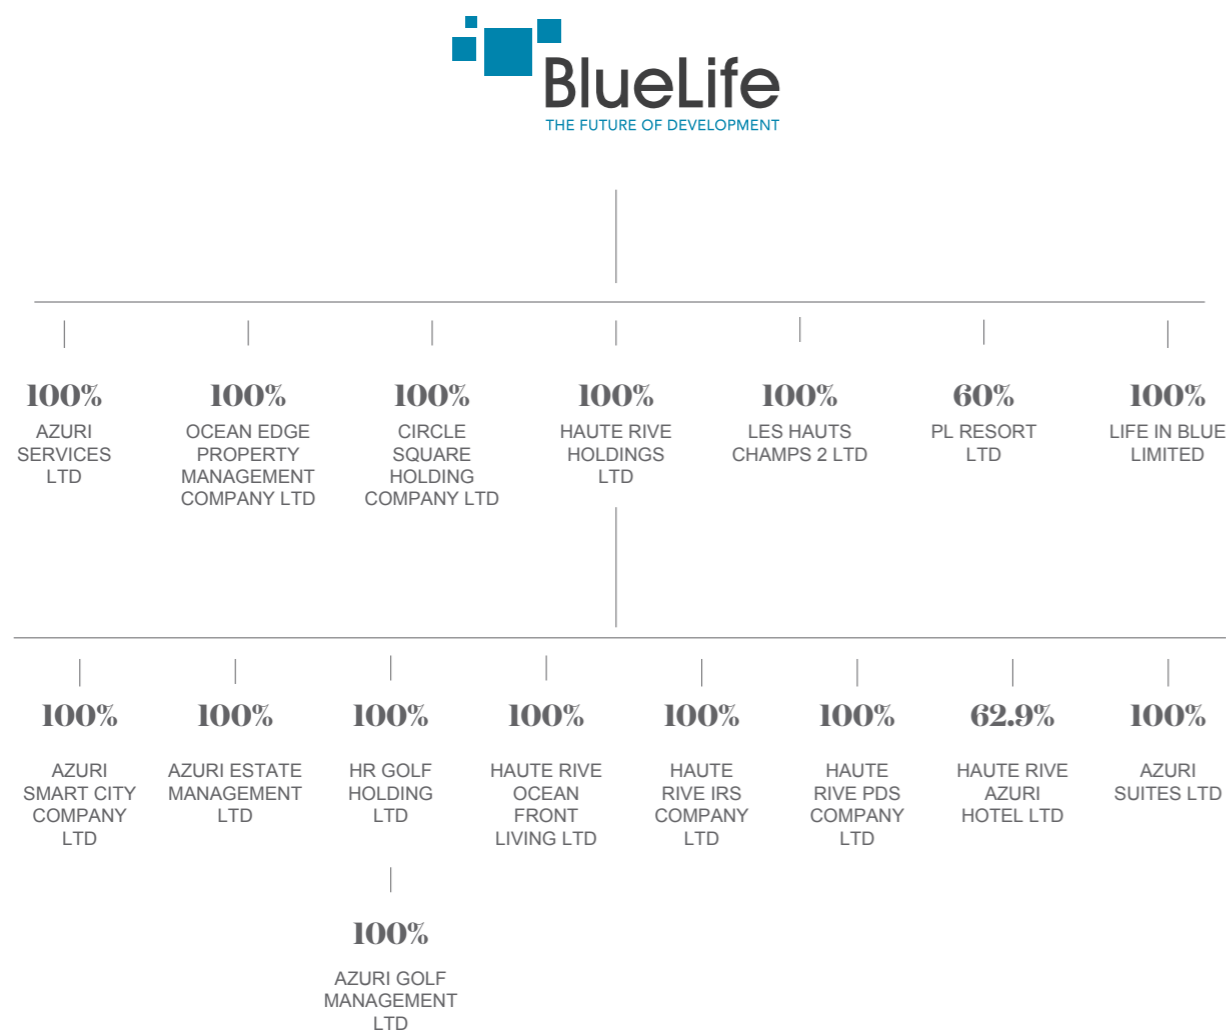 BlueLife
THE FUTURE OF DEVELOPMENT
100%
AZURI
SERVICES
LTD
100%
OCEAN EDGE
PROPERTY
MANAGEMENT
COMPANY LTD
100%
CIRCLE
SQUARE
HOLDING
COMPANY LTD
100%
HAUTE RIVE
HOLDINGS
LTD
100%
LES HAUTS
CHAMPS 2 LTD
60%
PL RESORT
LTD
100%
LIFE IN BLUE
LIMITED
100%
AZURI
SMART CITY
COMPANY
LTD
100%
AZURI ESTATE
MANAGEMENT
LTD
100%
HR GOLF
HOLDING
LTD
100%
HAUTE RIVE
OCEAN
FRONT
LIVING LTD
100%
HAUTE
RIVE IRS
COMPANY
LTD
100%
HAUTE
RIVE PDS
COMPANY
LTD
62.9%
HAUTE RIVE
AZURI
HOTEL LTD
100%
AZURI
SUITES LTD
100%
AZURI GOLF
MANAGEMENT
LTD